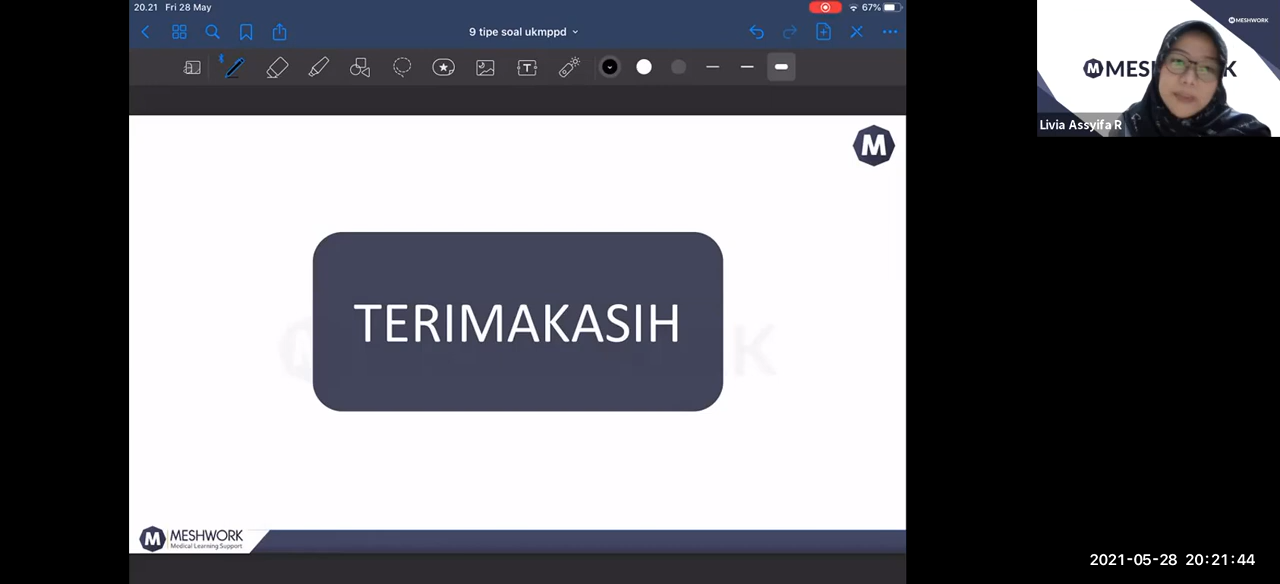 20.21 Fri 28 May
67%
9 tipe soal ukmppd
M
TERIMAKASIH
K
M MESHWORK
Medical Learning Support
MESHWORK
MES K
Livia Assyifa R
2021-05-28 20:21:44